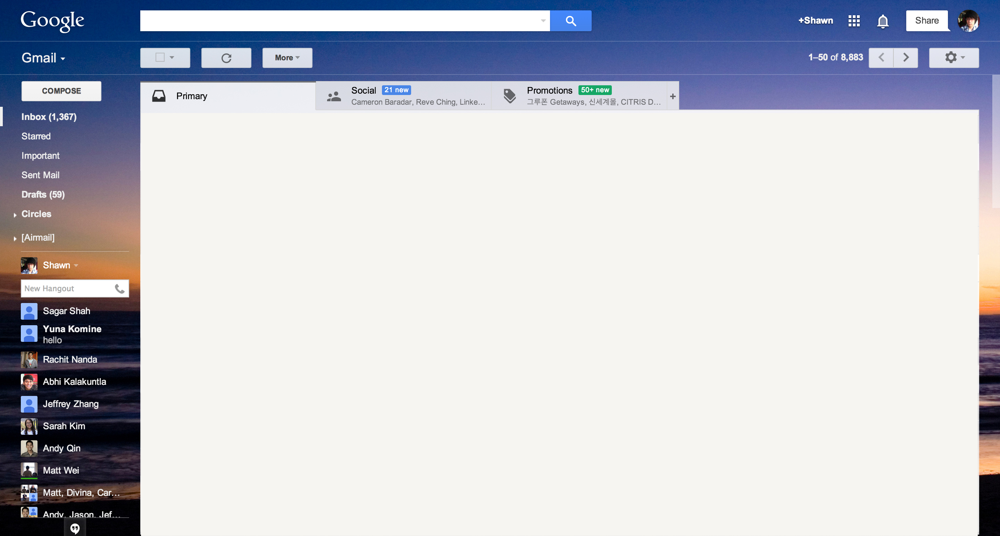 Google
+Shawn
Share
Gmail
More
1–50 of 8,883
COMPOSE
Primary
Social 21 new
Cameron Baradar, Reve Ching, Linke...
Promotions 50+ new
그루폰 Getaways, 신세계몰, CITRIS D...
+
Inbox (1,367)
Starred
Important
Sent Mail
Drafts (59)
Circles
[Airmail]
Shawn
New Hangout
Sagar Shah
Yuna Komine
hello
Rachit Nanda
Abhi Kalakuntla
Jeffrey Zhang
Sarah Kim
Andy Qin
Matt Wei
Matt, Divina, Car...
Andy, Jason, Jef...